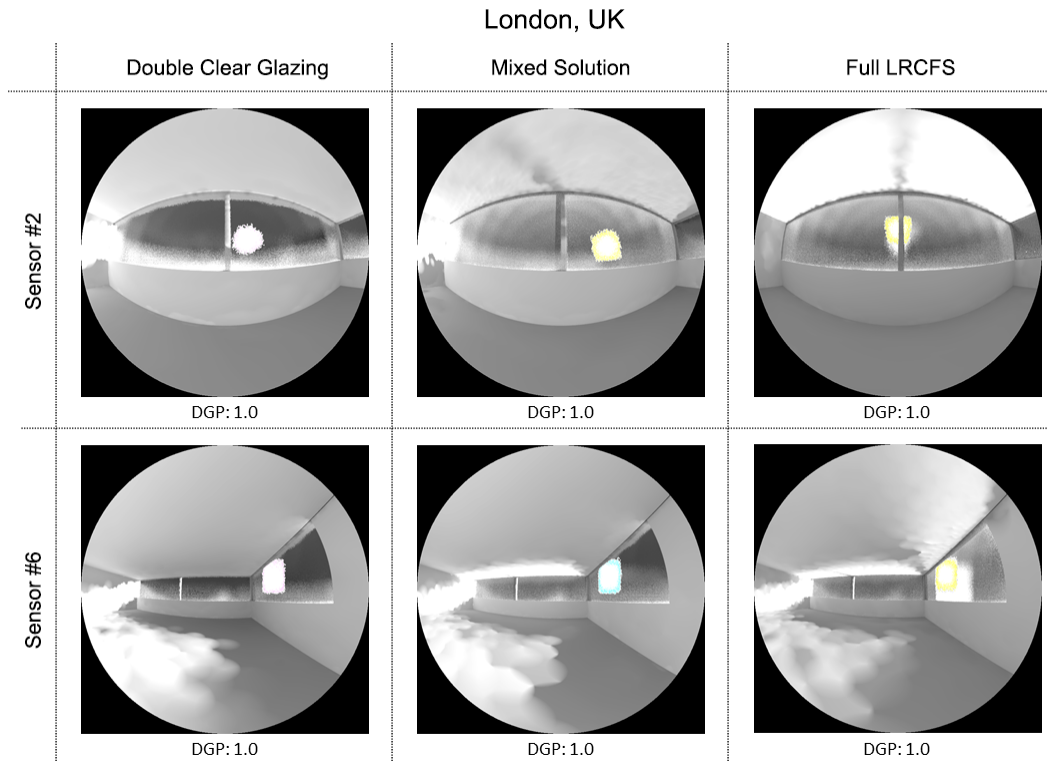 London, UK
Double Clear Glazing
Mixed Solution
Full LRCFS
Sensor #2
DGP: 1.0
DGP: 1.0
DGP: 1.0
Sensor #6
DGP: 1.0
DGP: 1.0
DGP: 1.0